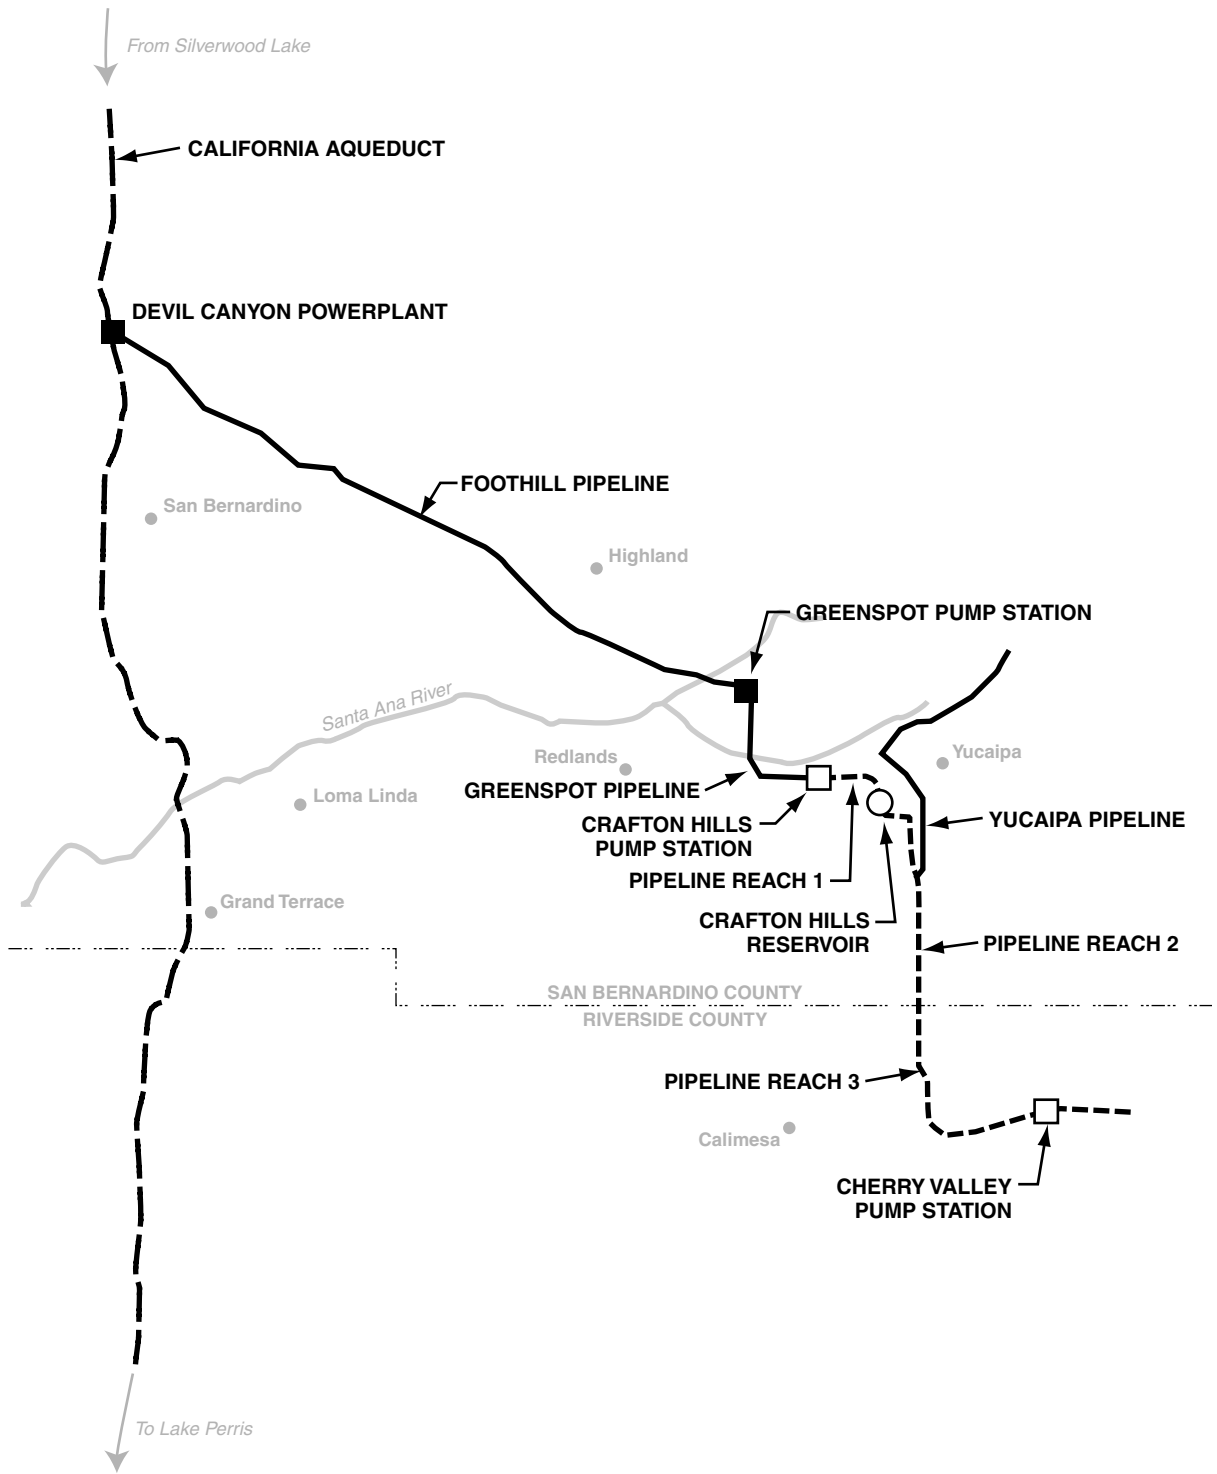 From Silverwood Lake
CALIFORNIA AQUEDUCT
DEVIL CANYON POWERPLANT
FOOTHILL PIPELINE
San Bernardino
Highland
GREENSPOT PUMP STATION
Santa Ana River
Redlands
Yucaipa
GREENSPOT PIPELINE
Loma Linda
CRAFTON HILLS
PUMP STATION
YUCAIPA PIPELINE
PIPELINE REACH 1
Grand Terrace
CRAFTON HILLS
RESERVOIR
PIPELINE REACH 2
SAN BERNARDINO COUNTY
RIVERSIDE COUNTY
PIPELINE REACH 3
Calimesa
CHERRY VALLEY
PUMP STATION
To Lake Perris